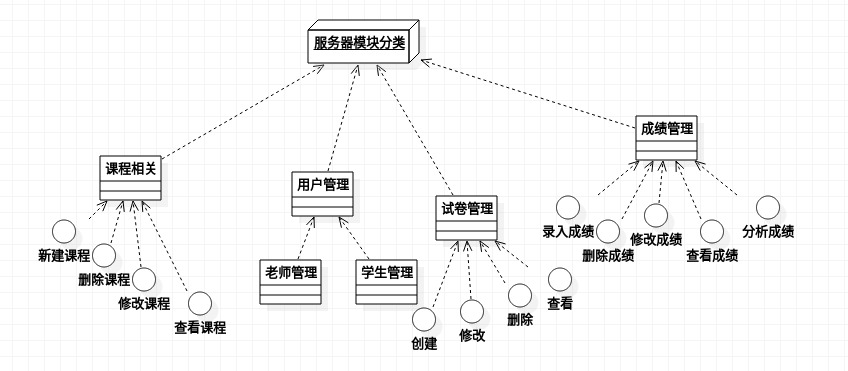 服务器模块分类
成绩管理
课程相关
用户管理
试卷管理
新建课程
删除课程
修改课程
查看课程
老师管理
学生管理
创建
修改
删除
查看
录入成绩
删除成绩
修改成绩
查看成绩
分析成绩